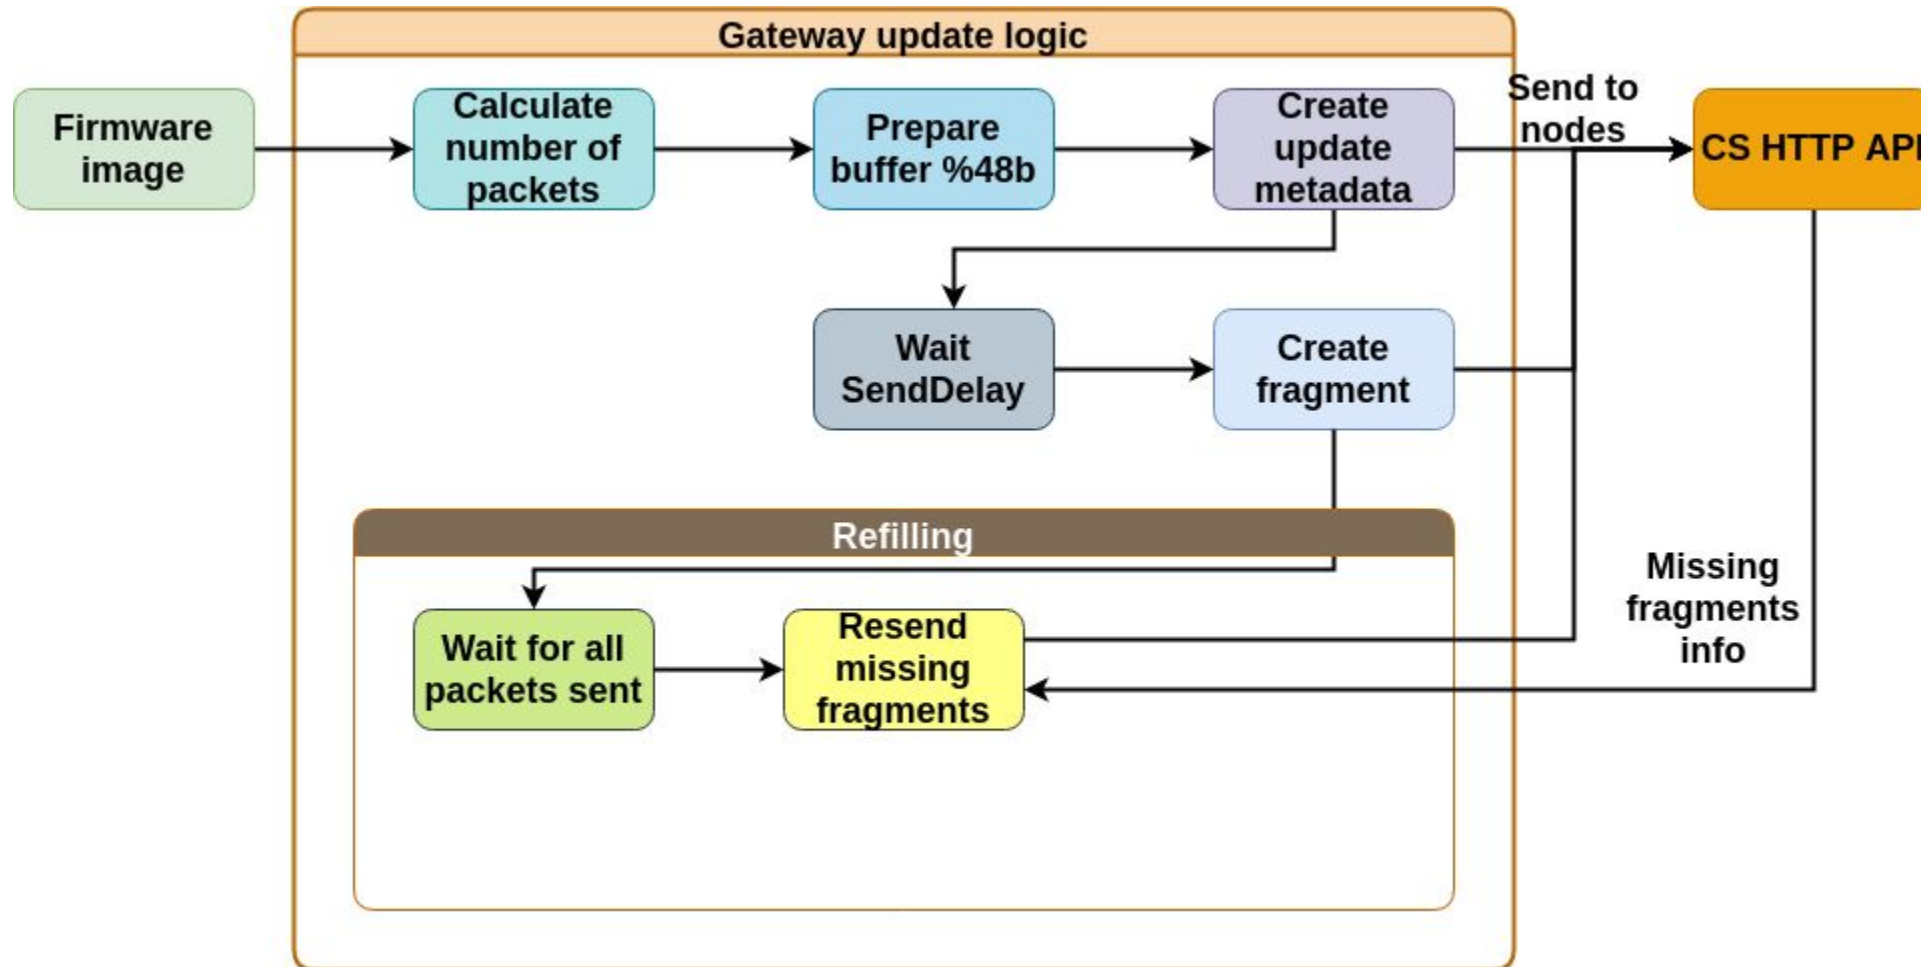 Gateway update logic
Firmware
image
Calculate
number of
packets
Prepare
buffer %48b
Create
update
metadata
Send to
nodes
CS HTTP API
Wait
SendDelay
Create
fragment
Refilling
Wait for all
packets sent
Resend
missing
fragments
Missing
fragments
info